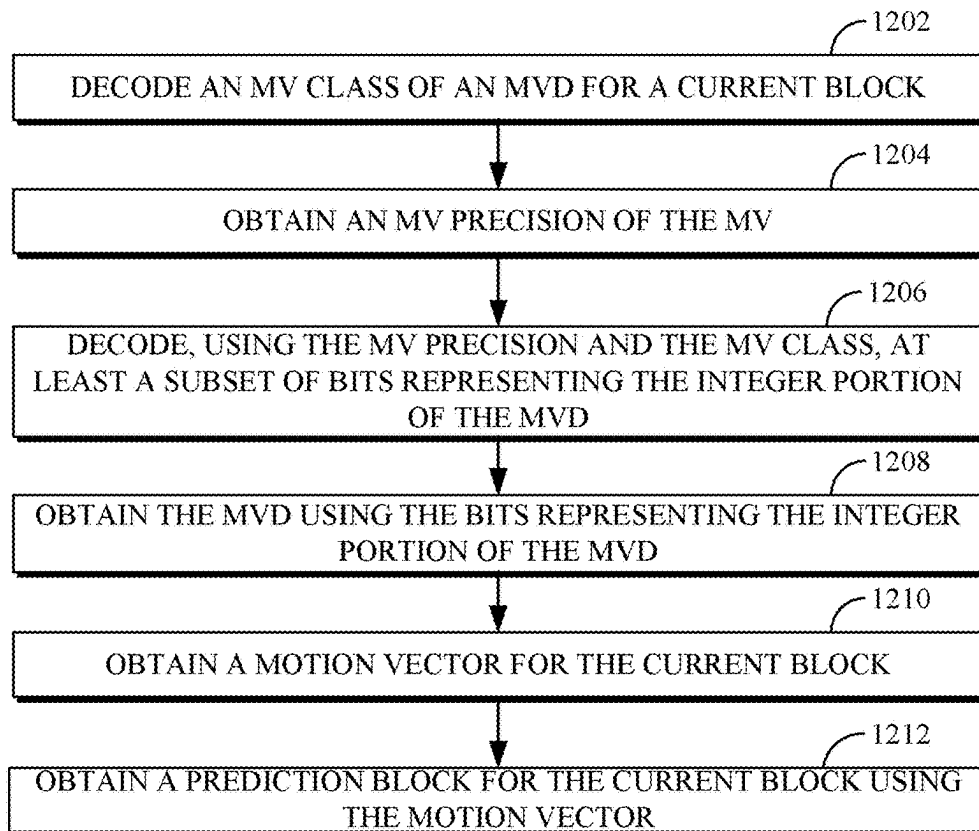 1202
DECODE AN MV CLASS OF AN MVD FOR A CURRENT BLOCK
1204
OBTAIN AN MV PRECISION OF THE MV
1206
DECODE, USING THE MV PRECISION AND THE MV CLASS, AT
LEAST A SUBSET OF BITS REPRESENTING THE INTEGER PORTION
OF THE MVD
1208
OBTAIN THE MVD USING THE BITS REPRESENTING THE INTEGER
PORTION OF THE MVD
1210
OBTAIN A MOTION VECTOR FOR THE CURRENT BLOCK
1212
OBTAIN A PREDICTION BLOCK FOR THE CURRENT BLOCK USING
THE MOTION VECTOR